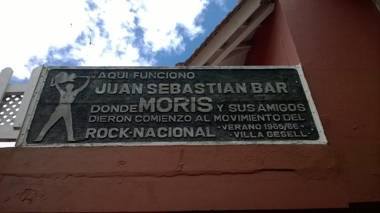 AQUI FUNCIONO
JUAN SEBASTIAN BAR
DONDE MORIS Y SUS AMIGOS
DIERON COMIENZO AL MOVIMIENTO DEL
ROCK-NACIONAL -VERANO 1965/66-
-VILLA GESELL-